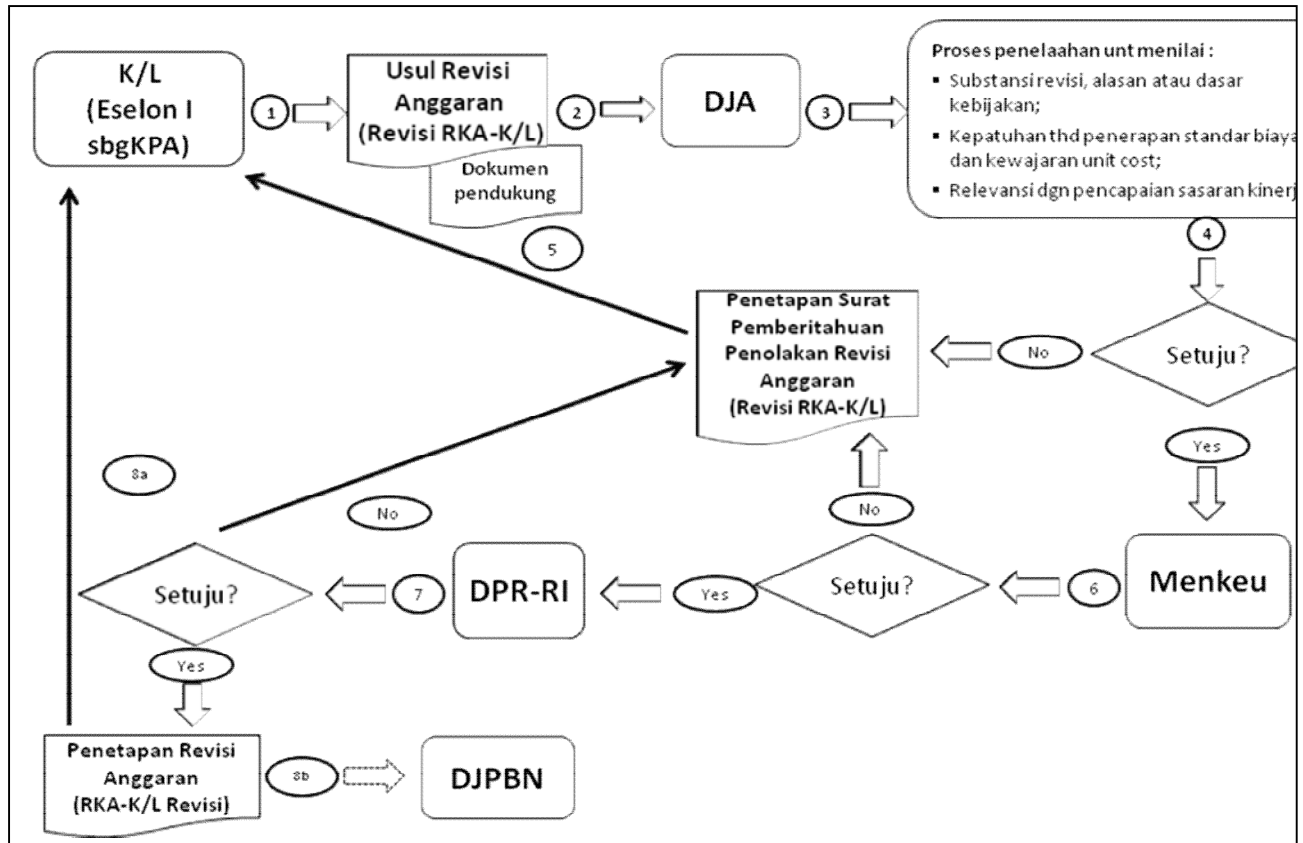 K/L
(Eselon I
sbgKPA)
1
Usul Revisi
Anggaran
(Revisi RKA-K/L)
Dokumen
pendukung
2
DJA
3
Proses penelaahan unt menilai :
▪ Substansi revisi, alasan atau dasar
kebijakan;
▪ Kepatuhan thd penerapan standar biaya
dan kewajaran unit cost;
▪ Relevansi dgn pencapaian sasaran kinerj
4
5
Penetapan Surat
Pemberitahuan
Penolakan Revisi
Anggaran
(Revisi RKA-K/L)
No
Setuju?
Yes
8a
No
No
Setuju?
7
DPR-RI
Yes
Setuju?
6
Menkeu
Yes
Penetapan Revisi
Anggaran
(RKA-K/L Revisi)
8b
DJPBN